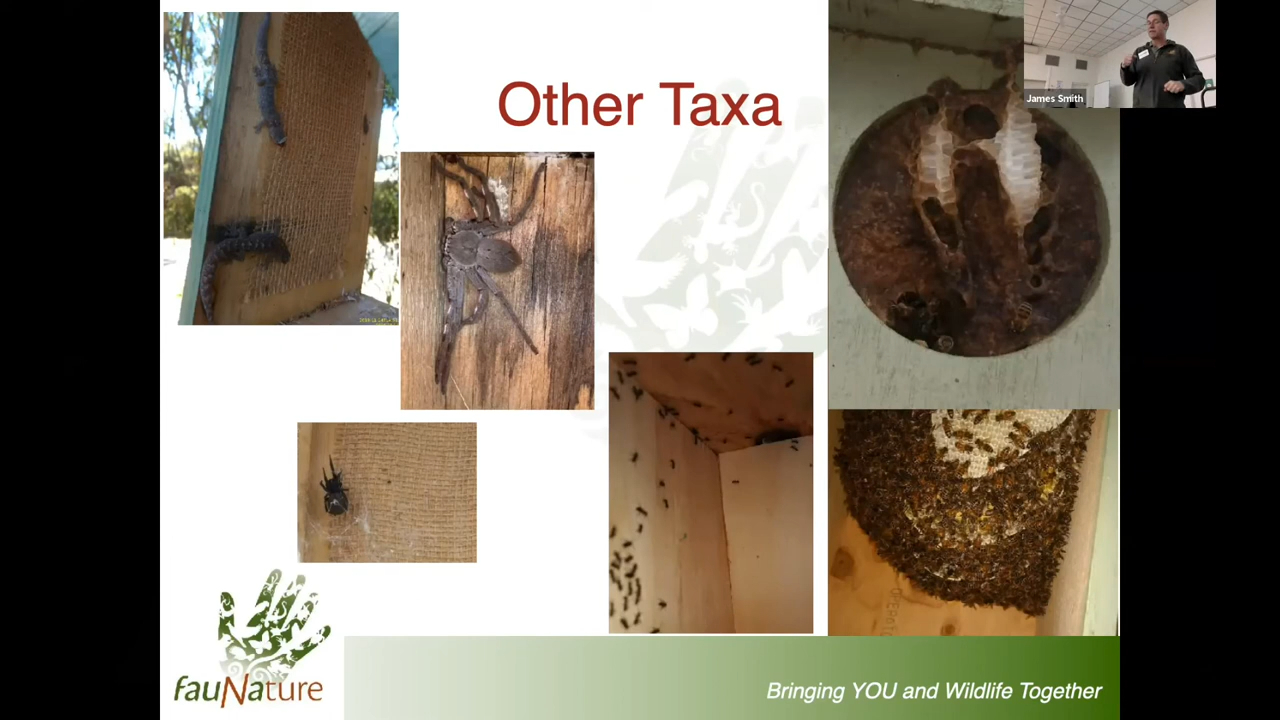 Other Taxa
James Smith
fauNature
Bringing YOU and Wildlife Together